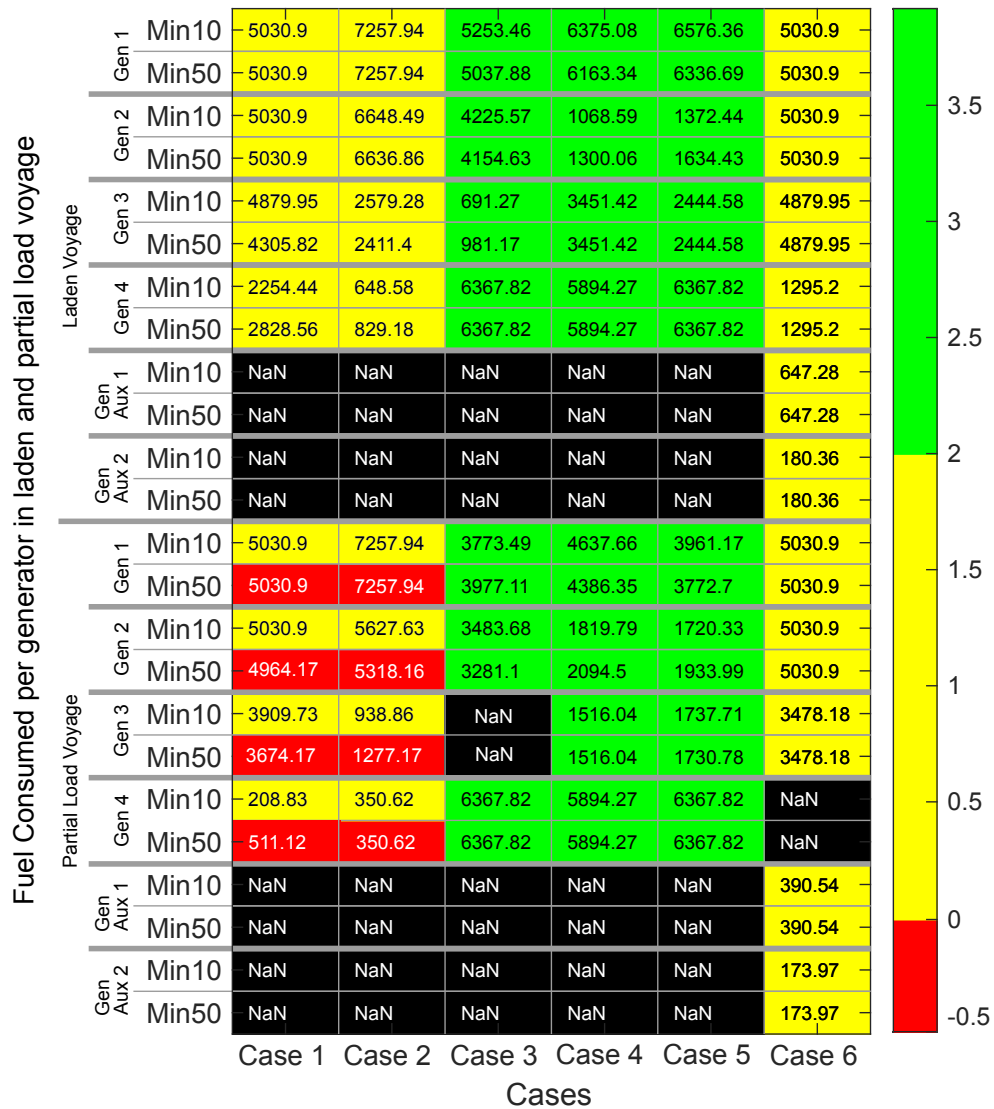 Fuel Consumed per generator in laden and partial load voyage
Laden Voyage
Gen 1
Min10 5030.9 7257.94 5253.46 6375.08 6576.36 5030.9
Min50 5030.9 7257.94 5037.88 6163.34 6336.69 5030.9
Gen 2
Min10 5030.9 6648.49 4225.57 1068.59 1372.44 5030.9
Min50 5030.9 6636.86 4154.63 1300.06 1634.43 5030.9
Gen 3
Min10 4879.95 2579.28 691.27 3451.42 2444.58 4879.95
Min50 4305.82 2411.4 981.17 3451.42 2444.58 4879.95
Gen 4
Min10 2254.44 648.58 6367.82 5894.27 6367.82 1295.2
Min50 2828.56 829.18 6367.82 5894.27 6367.82 1295.2
Gen
Aux 1
Min10 NaN NaN NaN NaN NaN 647.28
Min50 NaN NaN NaN NaN NaN 647.28
Gen
Aux 2
Min10 NaN NaN NaN NaN NaN 180.36
Min50 NaN NaN NaN NaN NaN 180.36
Partial Load Voyage
Gen 1
Min10 5030.9 7257.94 3773.49 4637.66 3961.17 5030.9
Min50 5030.9 7257.94 3977.11 4386.35 3772.7 5030.9
Gen 2
Min10 5030.9 5627.63 3483.68 1819.79 1720.33 5030.9
Min50 4964.17 5318.16 3281.1 2094.5 1933.99 5030.9
Gen 3
Min10 3909.73 938.86 NaN 1516.04 1737.71 3478.18
Min50 3674.17 1277.17 NaN 1516.04 1730.78 3478.18
Gen 4
Min10 208.83 350.62 6367.82 5894.27 6367.82 NaN
Min50 511.12 350.62 6367.82 5894.27 6367.82 NaN
Gen
Aux 1
Min10 NaN NaN NaN NaN NaN 390.54
Min50 NaN NaN NaN NaN NaN 390.54
Gen
Aux 2
Min10 NaN NaN NaN NaN NaN 173.97
Min50 NaN NaN NaN NaN NaN 173.97
Case 1 Case 2 Case 3 Case 4 Case 5 Case 6
Cases
3.5
3
2.5
2
1.5
1
0.5
0
-0.5